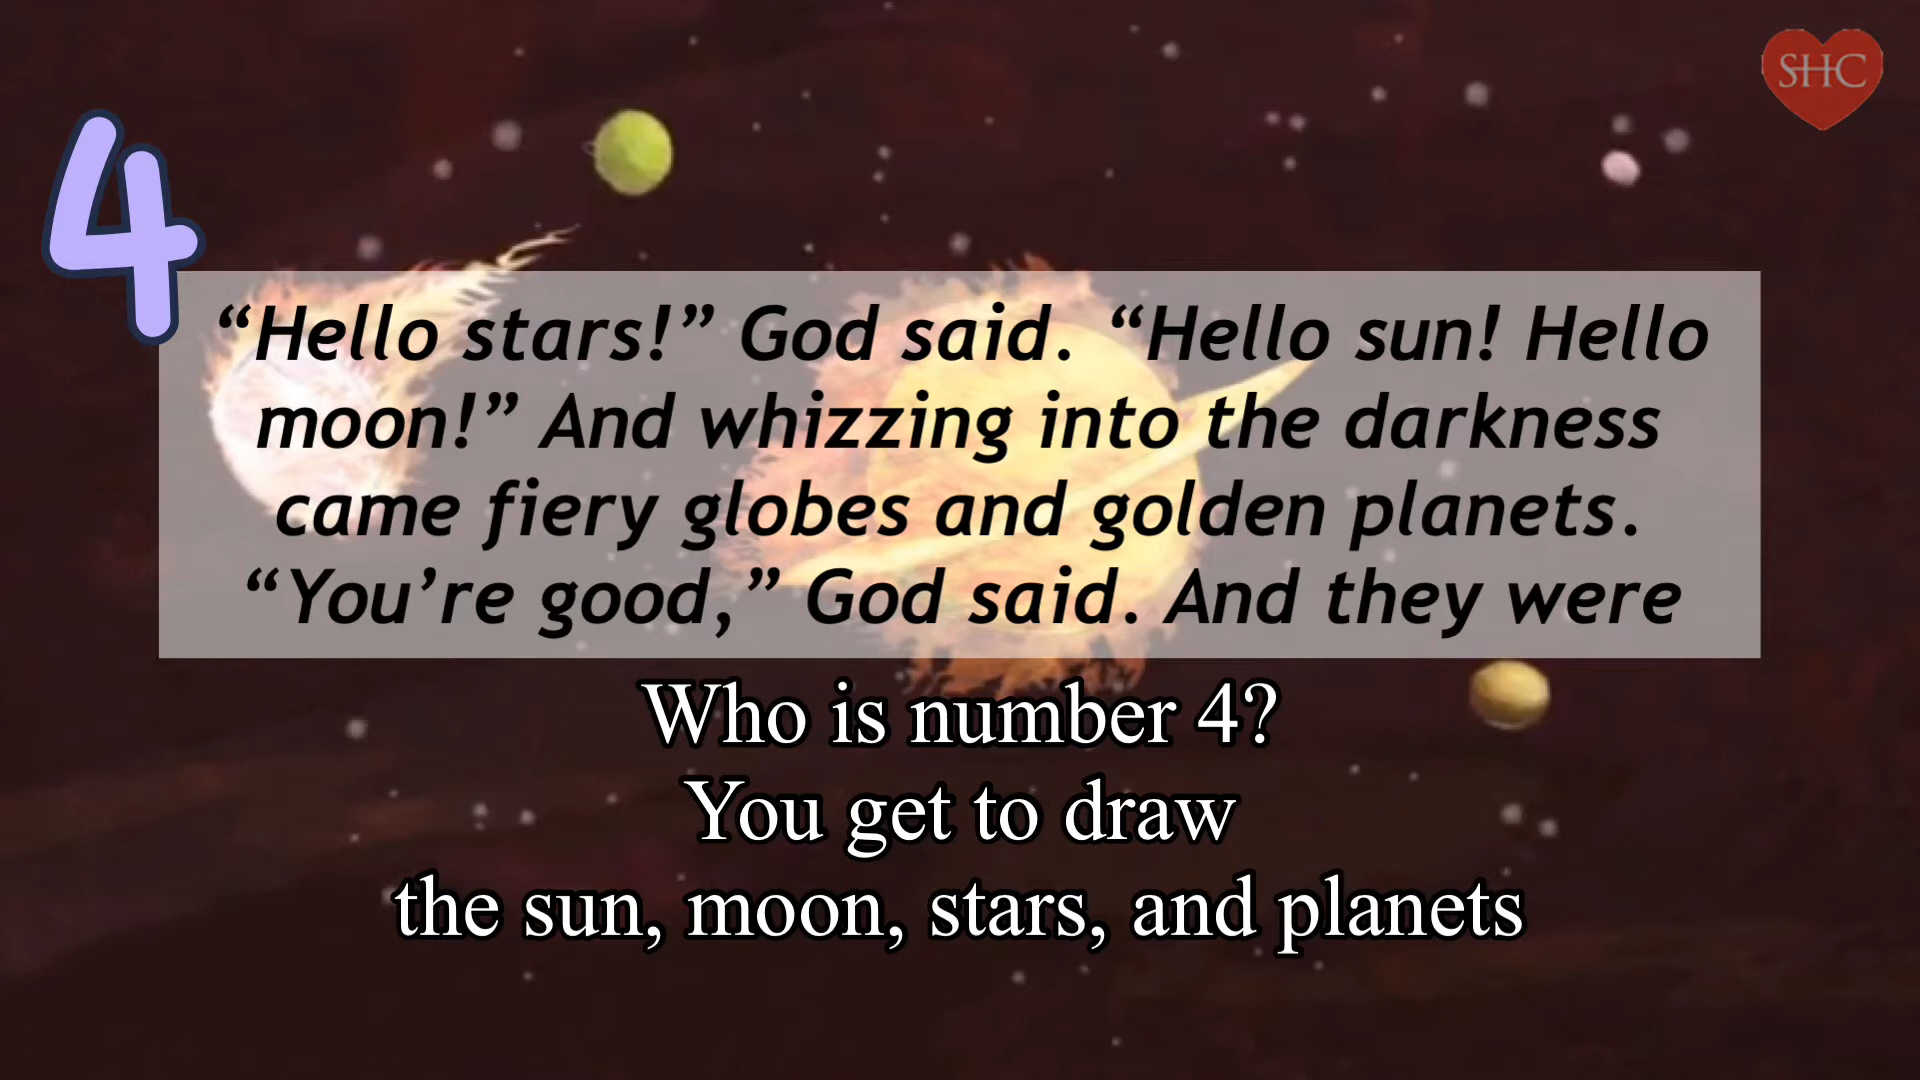 SHC
4
“Hello stars!” God said. “Hello sun! Hello
moon!” And whizzing into the darkness
came fiery globes and golden planets.
“You’re good,” God said. And they were
Who is number 4?
You get to draw
the sun, moon, stars, and planets